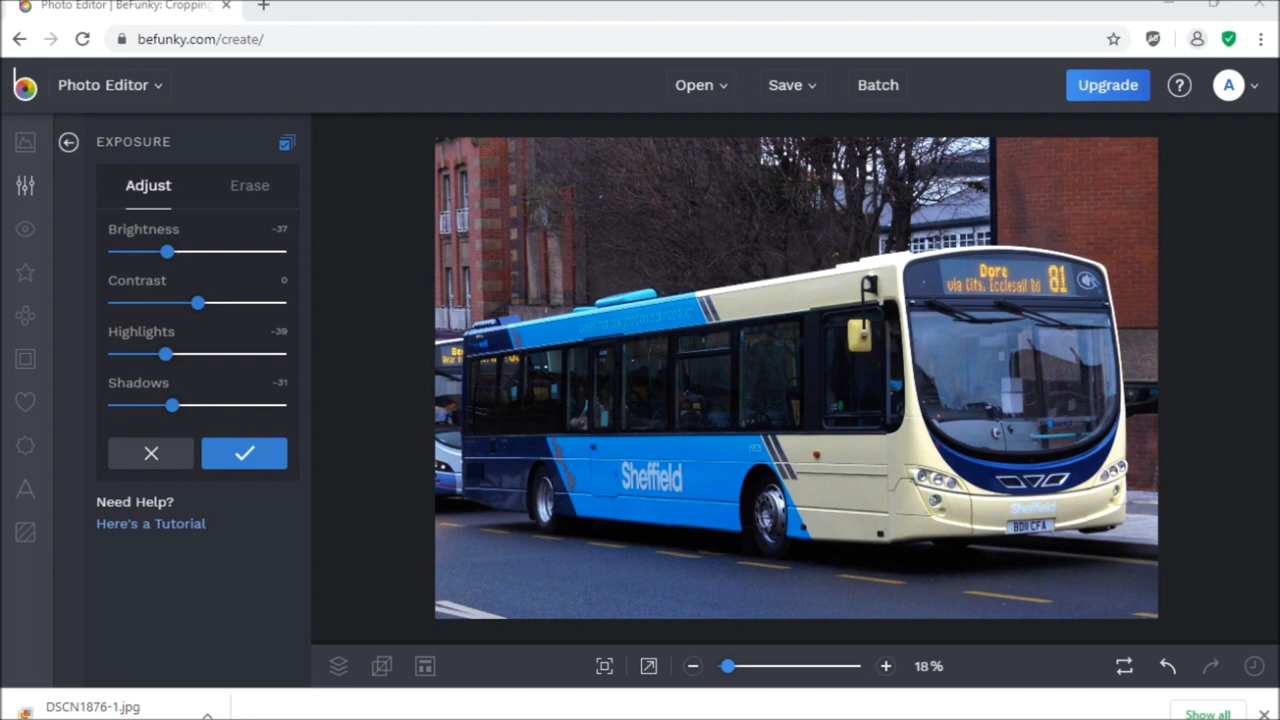 Photo Editor | BeFunky: Cropping
befunky.com/create/
Photo Editor
Open
Save
Batch
Upgrade
?
A
EXPOSURE
Adjust
Erase
Brightness
-37
Contrast
0
Highlights
-39
Shadows
-31
Need Help?
Here's a Tutorial
Dore
via City, Ecclesall Rd
81
Sheffield
Sheffield
BD11 CFA
A
18%
DSCN1876-1.jpg
Show all